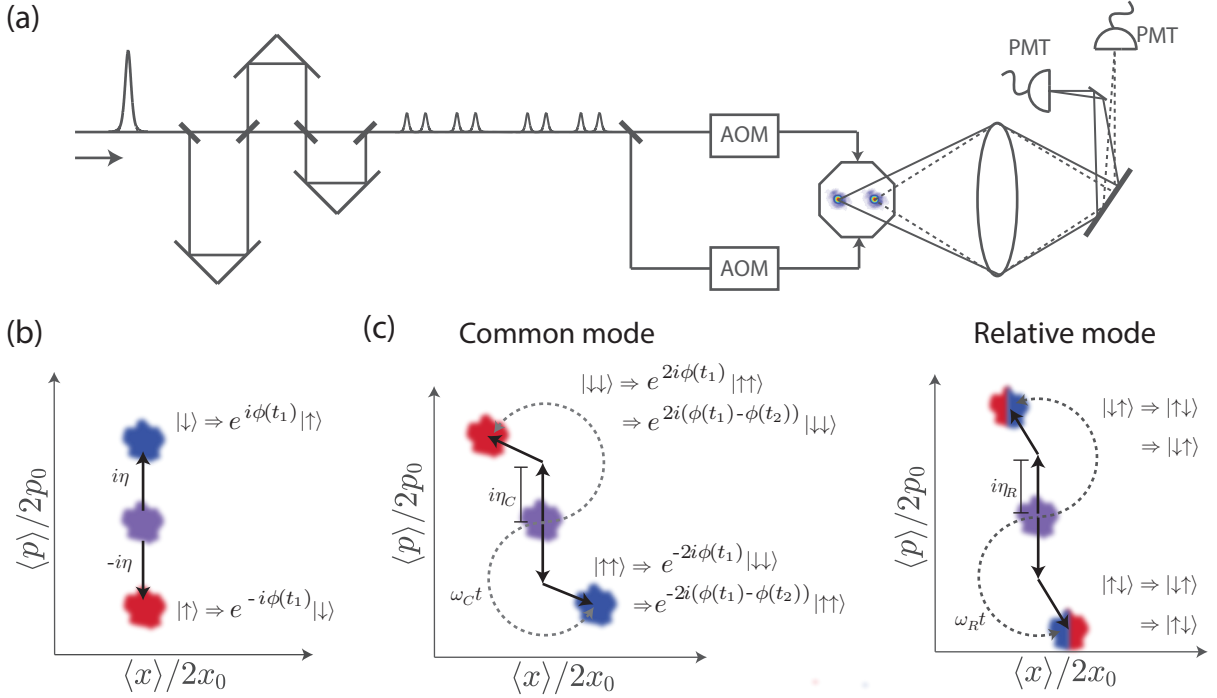 (a)
PMT
PMT
AOM
AOM
(b)
⟨p⟩/2p₀
|↓⟩ ⇒ e^{iϕ(t₁)}|↑⟩
iη
-iη
|↑⟩ ⇒ e^{-iϕ(t₁)}|↓⟩
⟨x⟩/2x₀
(c)
Common mode
⟨p⟩/2p₀
|↓↓⟩ ⇒ e^{2iϕ(t₁)}|↑↑⟩
⇒ e^{2i(ϕ(t₁)-ϕ(t₂))}|↓↓⟩
iη_C
|↑↑⟩ ⇒ e^{-2iϕ(t₁)}|↓↓⟩
⇒ e^{-2i(ϕ(t₁)-ϕ(t₂))}|↑↑⟩
ω_C t
⟨x⟩/2x₀
Relative mode
⟨p⟩/2p₀
|↓↑⟩ ⇒ |↑↓⟩
⇒ |↓↑⟩
iη_R
|↑↓⟩ ⇒ |↓↑⟩
⇒ |↑↓⟩
ω_R t
⟨x⟩/2x₀